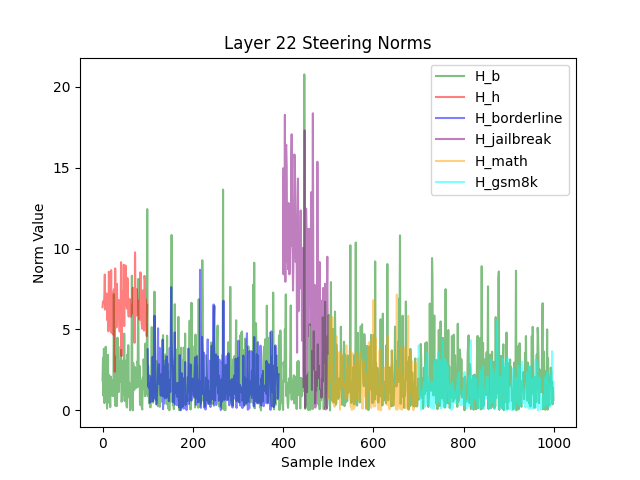 Layer 22 Steering Norms
H_b
H_h
H_borderline
H_jailbreak
H_math
H_gsm8k
Norm Value
20
15
10
5
0
0 200 400 600 800 1000
Sample Index